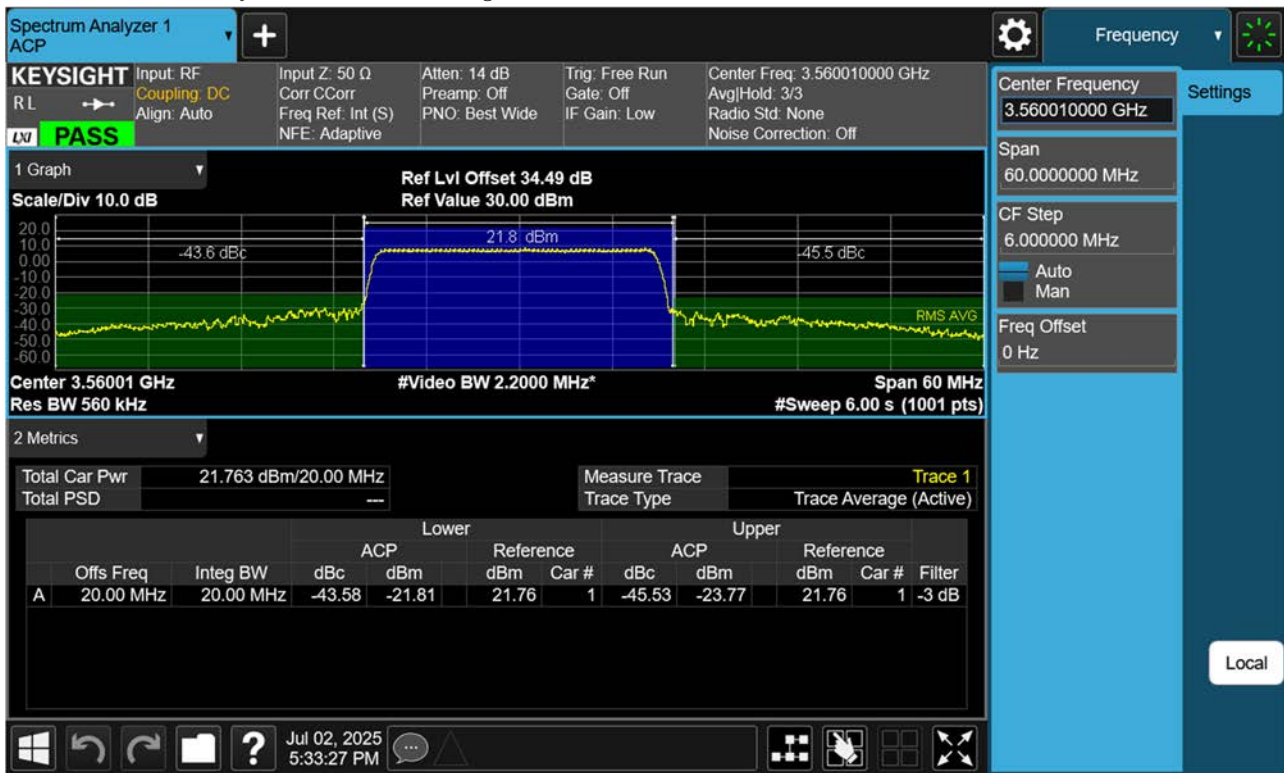 Spectrum Analyzer 1
ACP
+
Frequency
KEYSIGHT Input: RF Input Z: 50 Ω Atten: 14 dB Trig: Free Run Center Freq: 3.560010000 GHz
RL Coupling: DC Corr CCorr Preamp: Off Gate: Off Avg|Hold: 3/3
Align: Auto Freq Ref: Int (S) PNO: Best Wide IF Gain: Low Radio Std: None
LXI PASS NFE: Adaptive Noise Correction: Off
Center Frequency
3.560010000 GHz
Settings
Span
60.0000000 MHz
CF Step
6.000000 MHz
Auto
Man
Freq Offset
0 Hz
1 Graph
Ref Lvl Offset 34.49 dB
Scale/Div 10.0 dB Ref Value 30.00 dBm
20.0
10.0
0.00
-10.0
-20.0
-30.0
-40.0
-50.0
-60.0
-43.6 dBc
21.8 dBm
-45.5 dBc
RMS AVG
Center 3.56001 GHz #Video BW 2.2000 MHz* Span 60 MHz
Res BW 560 kHz #Sweep 6.00 s (1001 pts)
2 Metrics
Total Car Pwr 21.763 dBm/20.00 MHz Measure Trace Trace 1
Total PSD --- Trace Type Trace Average (Active)
Lower Upper
ACP Reference ACP Reference
Offs Freq Integ BW dBc dBm dBm Car # dBc dBm dBm Car # Filter
A 20.00 MHz 20.00 MHz -43.58 -21.81 21.76 1 -45.53 -23.77 21.76 1 -3 dB
Local
?
Jul 02, 2025
5:33:27 PM